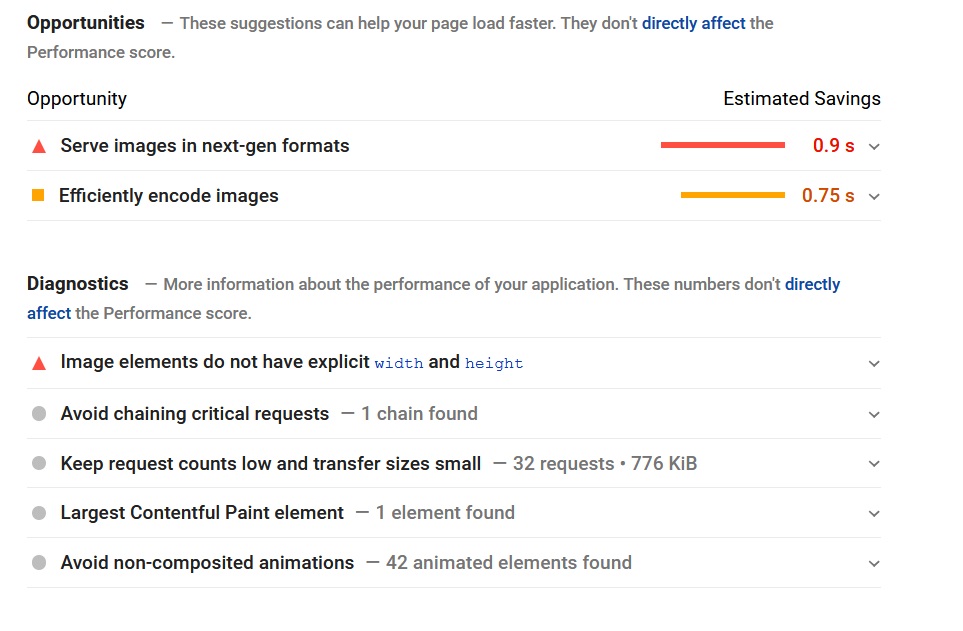 Opportunities — These suggestions can help your page load faster. They don't directly affect the
Performance score.
Opportunity Estimated Savings
Serve images in next-gen formats 0.9 s
Efficiently encode images 0.75 s
Diagnostics — More information about the performance of your application. These numbers don't directly
affect the Performance score.
Image elements do not have explicit width and height
Avoid chaining critical requests — 1 chain found
Keep request counts low and transfer sizes small — 32 requests • 776 KiB
Largest Contentful Paint element — 1 element found
Avoid non-composited animations — 42 animated elements found